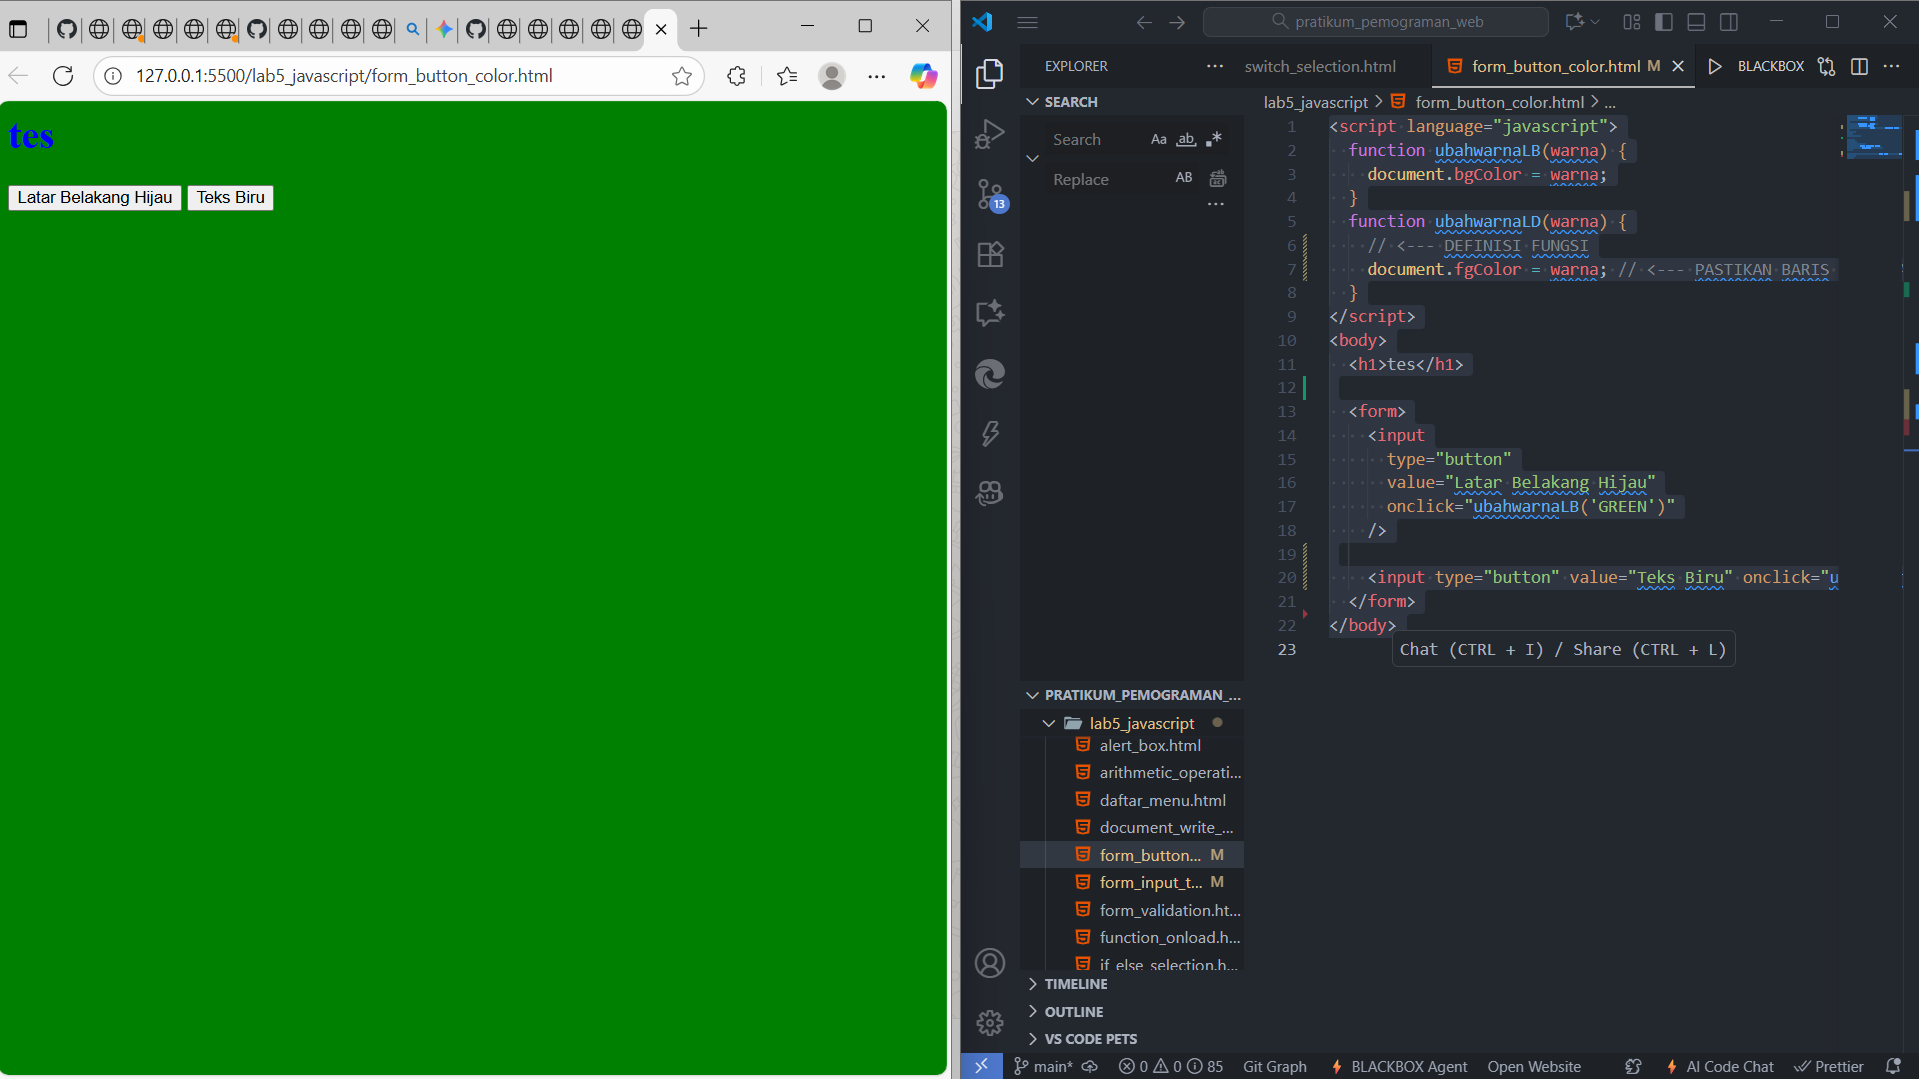 127.0.0.1:5500/lab5_javascript/form_button_color.html
tes
Latar Belakang Hijau
Teks Biru
pratikum_pemograman_web
EXPLORER
switch_selection.html
form_button_color.html M
BLACKBOX
SEARCH
Search
Aa ab
Replace
AB
13
lab5_javascript > form_button_color.html > ...
1 <script language="javascript">
2 function ubahwarnaLB(warna) {
3 document.bgColor = warna;
4 }
5 function ubahwarnaLD(warna) {
6 // <--- DEFINISI FUNGSI
7 document.fgColor = warna; // <--- PASTIKAN BARIS
8 }
9 </script>
10 <body>
11 <h1>tes</h1>
12
13 <form>
14 <input
15 type="button"
16 value="Latar Belakang Hijau"
17 onclick="ubahwarnaLB('GREEN')"
18 />
19
20 <input type="button" value="Teks Biru" onclick="u
21 </form>
22 </body>
23
Chat (CTRL + I) / Share (CTRL + L)
PRATIKUM_PEMOGRAMAN_...
lab5_javascript
alert_box.html
arithmetic_operati...
daftar_menu.html
document_write_...
form_button... M
form_input_t... M
form_validation.ht...
function_onload.h...
if_else_selection.h...
TIMELINE
OUTLINE
VS CODE PETS
main* 0 0 85 Git Graph BLACKBOX Agent Open Website AI Code Chat Prettier